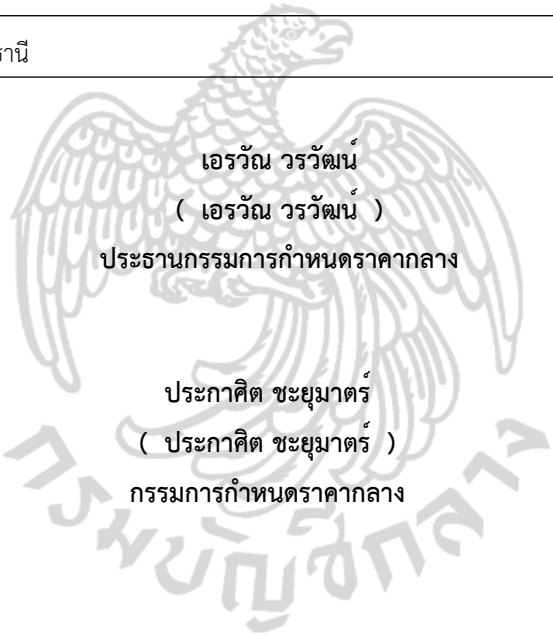 ธานี
เอรวัณ วรวัฒน์
( เอรวัณ วรวัฒน์ )
ประธานกรรมการกำหนดราคากลาง
ประกาศิต ชะยุมาตร์
( ประกาศิต ชะยุมาตร์ )
กรรมการกำหนดราคากลาง
กรมบัญชีกลาง